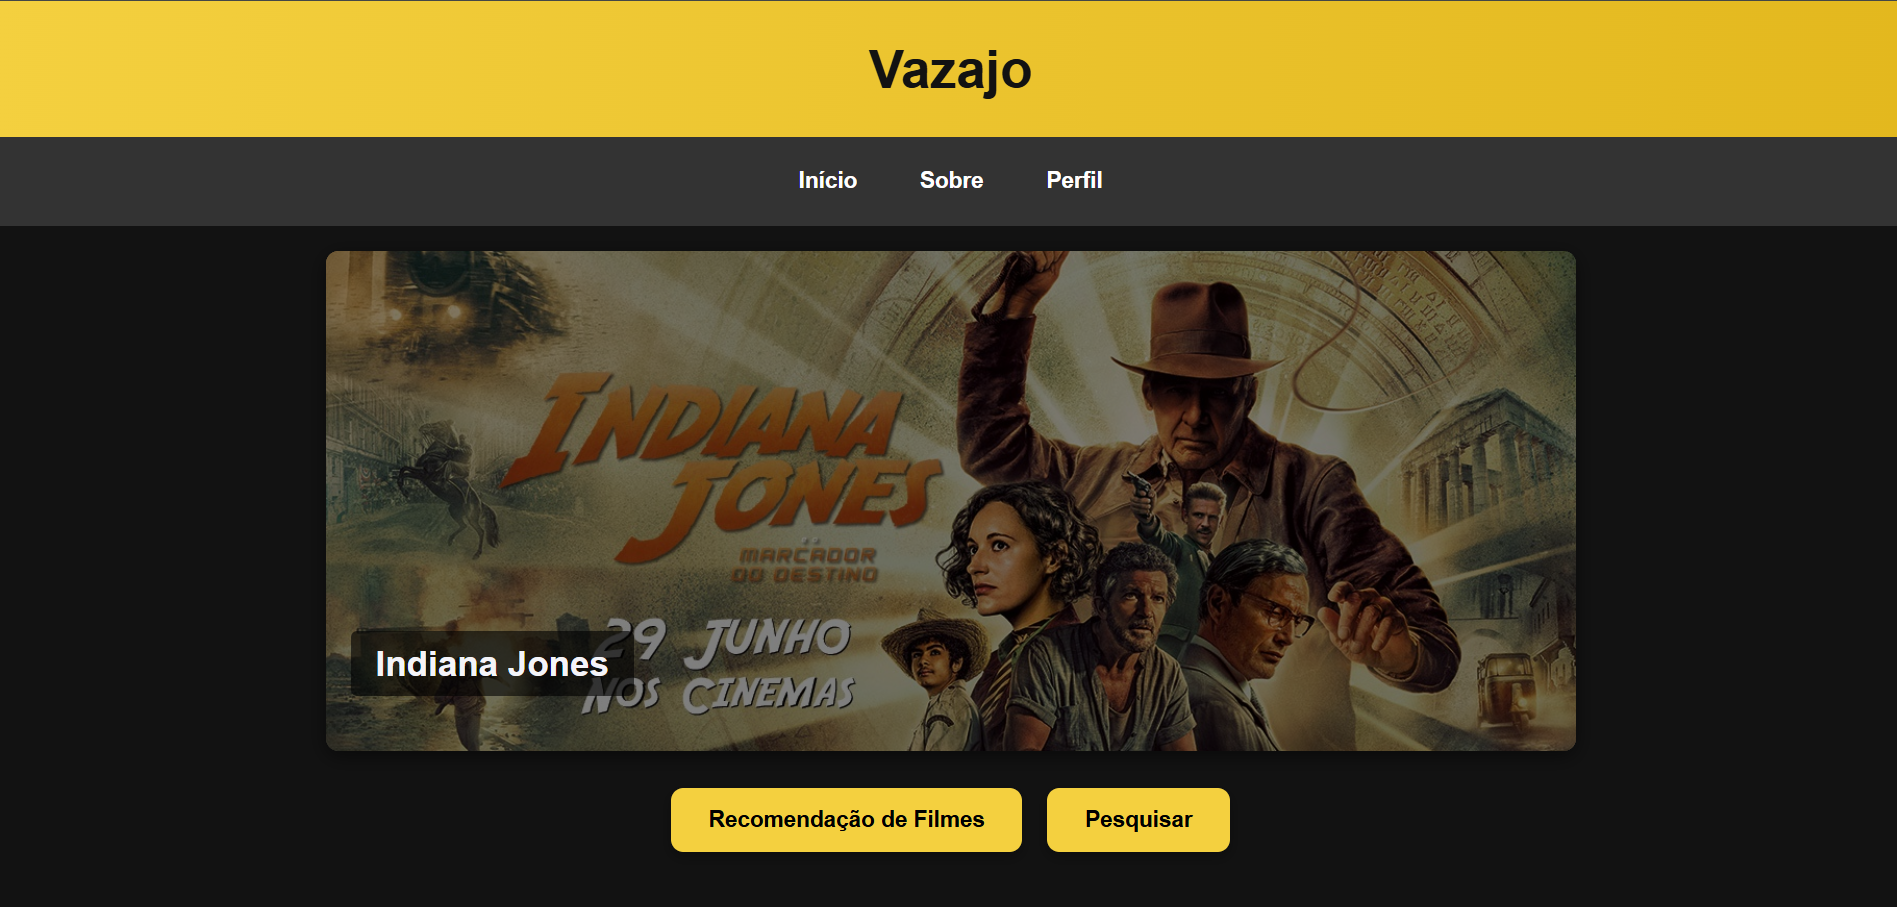 Vazajo
Início Sobre Perfil
INDIANA
JONES
MARCADOR
DO DESTINO
29 JUNHO
NOS CINEMAS
Indiana Jones
Recomendação de Filmes Pesquisar